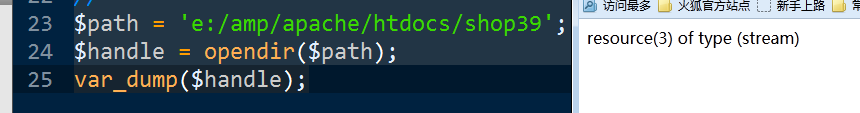 //
23 $path = 'e:/amp/apache/htdocs/shop39';
24 $handle = opendir($path);
25 var_dump($handle);
访问最多 火狐官方站点 新手上路
resource(3) of type (stream)